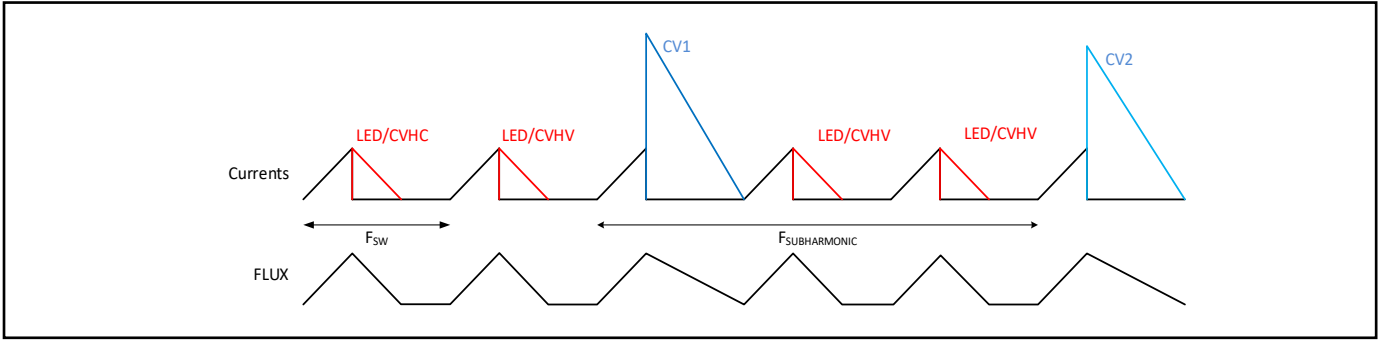 CV1
CV2
LED/CVHC
LED/CVHV
LED/CVHV
LED/CVHV
Currents
FSW
FSUBHARMONIC
FLUX